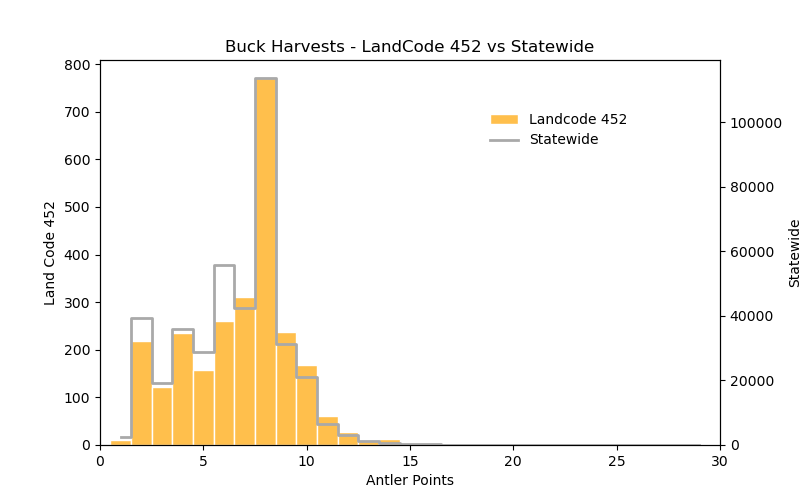 Buck Harvests - LandCode 452 vs Statewide
800
700
600
500
400
300
200
100
0
Land Code 452
Landcode 452
Statewide
100000
80000
60000
40000
20000
0
Statewide
0 5 10 15 20 25 30
Antler Points